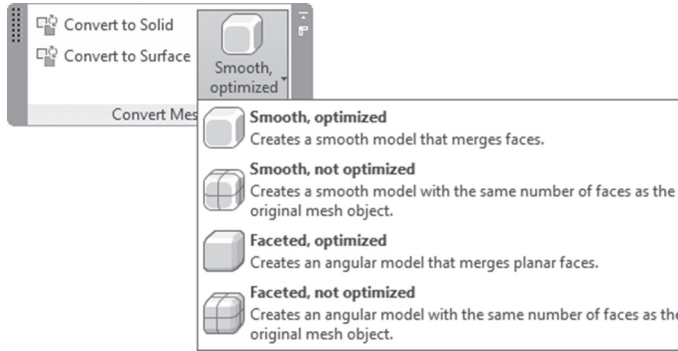 Convert to Solid
Convert to Surface
Smooth,
optimized
Convert Mes
Smooth, optimized
Creates a smooth model that merges faces.
Smooth, not optimized
Creates a smooth model with the same number of faces as the
original mesh object.
Faceted, optimized
Creates an angular model that merges planar faces.
Faceted, not optimized
Creates an angular model with the same number of faces as the
original mesh object.